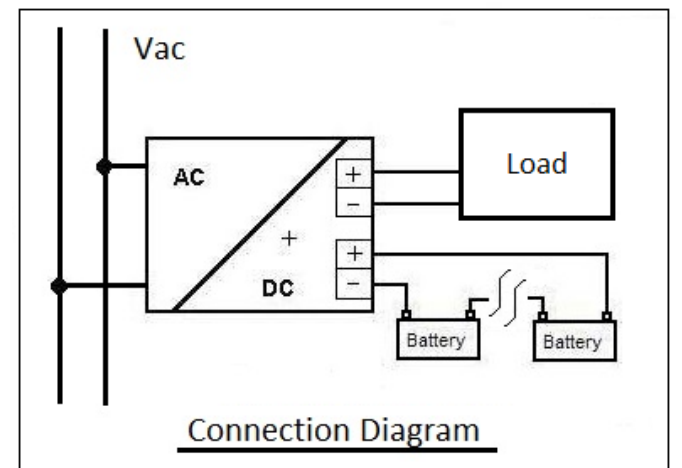 Vac
AC
+
−
Load
+
+
−
DC
Battery
Battery
Connection Diagram